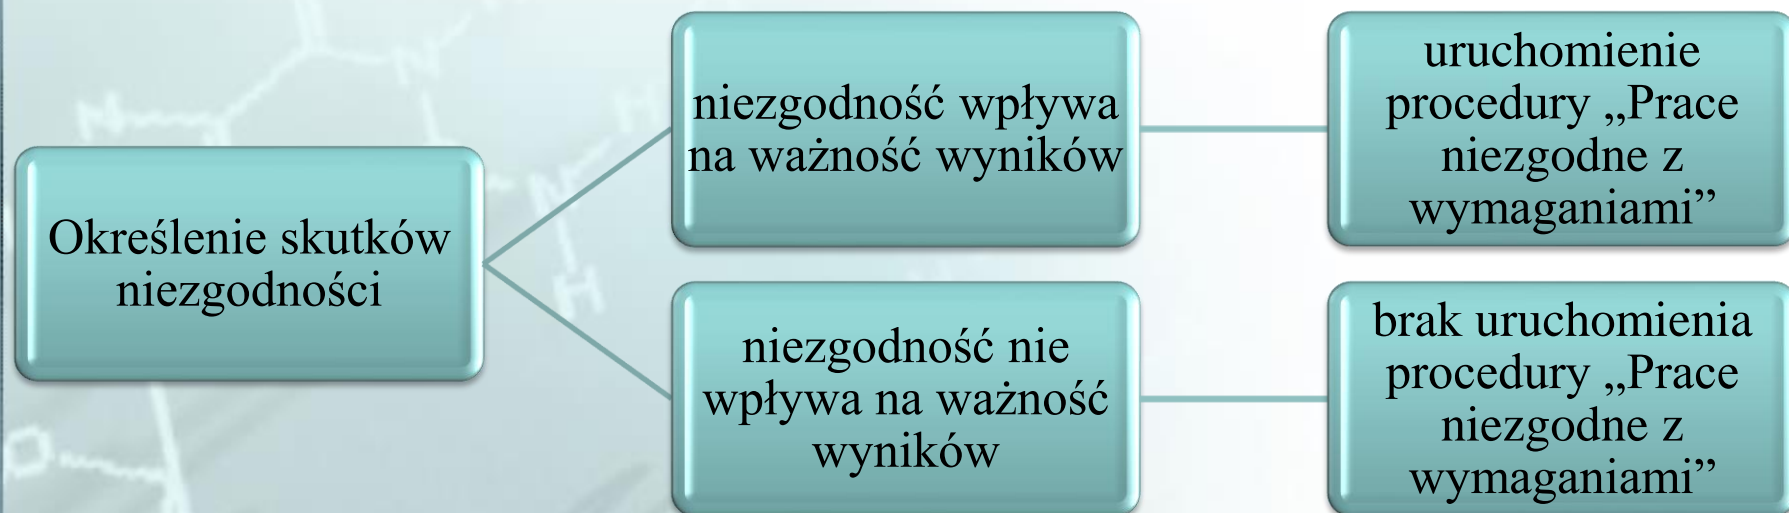 Określenie skutków
niezgodności
niezgodność wpływa
na ważność wyników
uruchomienie
procedury „Prace
niezgodne z
wymaganiami”
niezgodność nie
wpływa na ważność
wyników
brak uruchomienia
procedury „Prace
niezgodne z
wymaganiami”
N
N
H
N
H
O